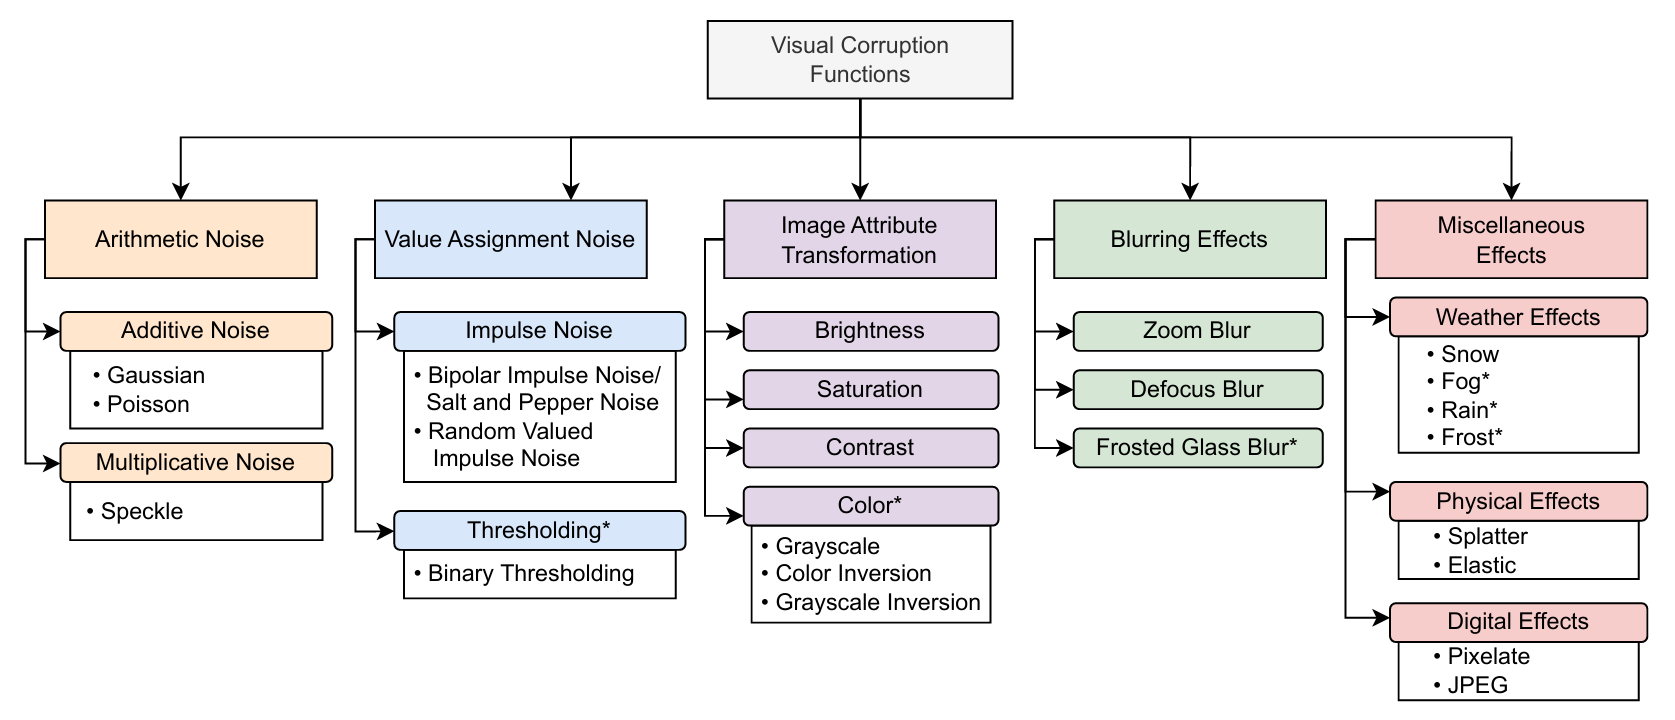 Visual Corruption
Functions
Arithmetic Noise
Additive Noise
• Gaussian
• Poisson
Multiplicative Noise
• Speckle
Value Assignment Noise
Impulse Noise
• Bipolar Impulse Noise/
Salt and Pepper Noise
• Random Valued
Impulse Noise
Thresholding*
• Binary Thresholding
Image Attribute
Transformation
Brightness
Saturation
Contrast
Color*
• Grayscale
• Color Inversion
• Grayscale Inversion
Blurring Effects
Zoom Blur
Defocus Blur
Frosted Glass Blur*
Miscellaneous
Effects
Weather Effects
• Snow
• Fog*
• Rain*
• Frost*
Physical Effects
• Splatter
• Elastic
Digital Effects
• Pixelate
• JPEG